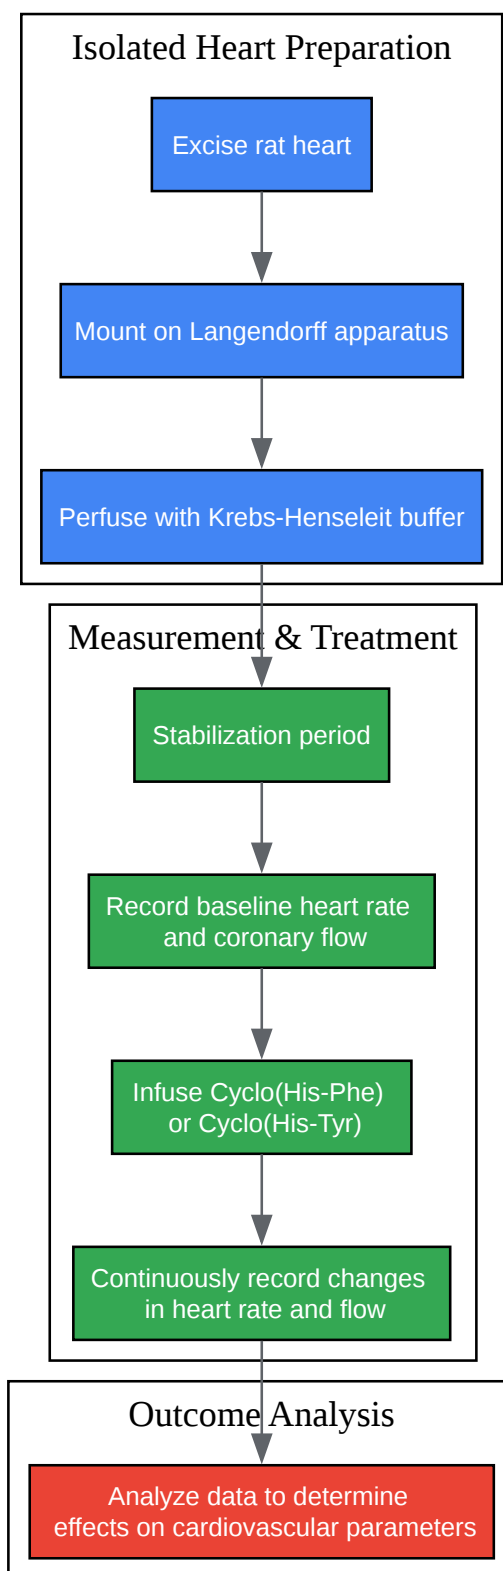 Isolated Heart Preparation
Excise rat heart
Mount on Langendorff apparatus
Perfuse with Krebs-Henseleit buffer
Measurement & Treatment
Stabilization period
Record baseline heart rate
and coronary flow
Infuse Cyclo(His-Phe)
or Cyclo(His-Tyr)
Continuously record changes
in heart rate and flow
Outcome Analysis
Analyze data to determine
effects on cardiovascular parameters